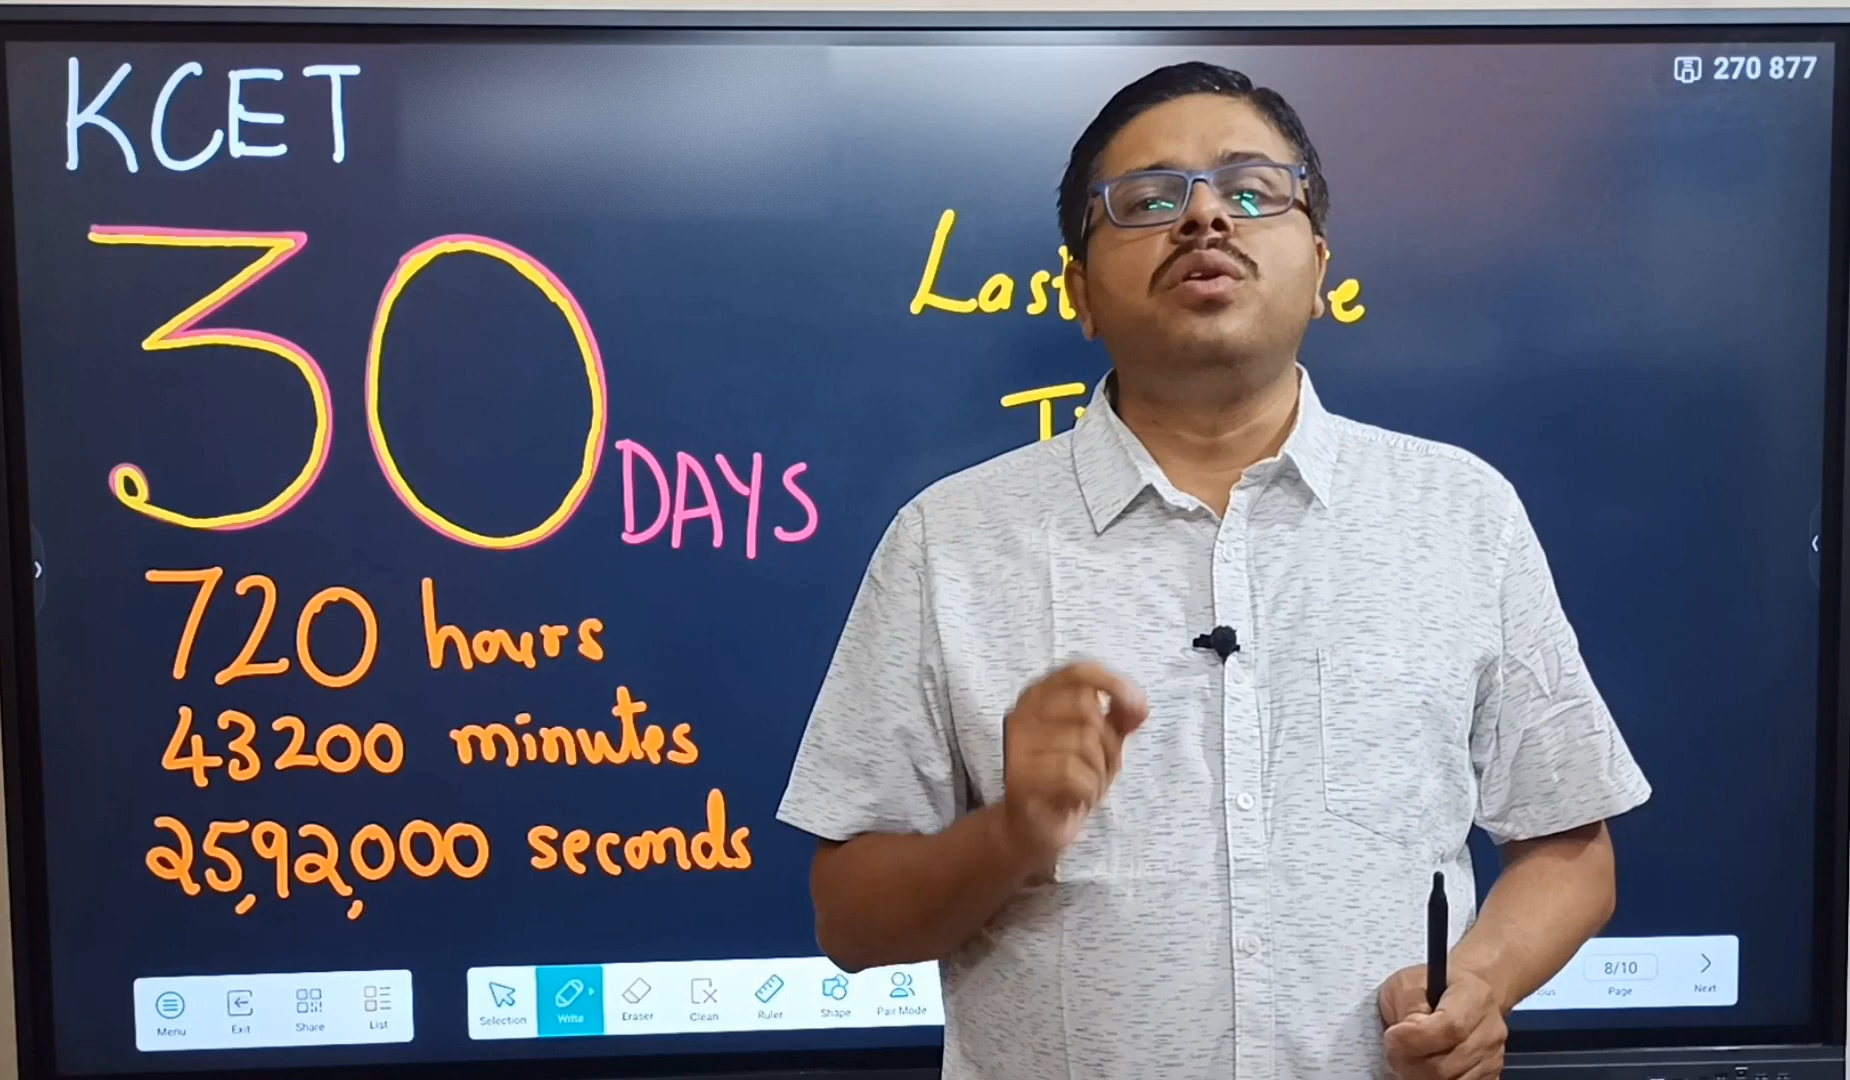 KCET
270 877
30 DAYS
720 hours
43200 minutes
25,92,000 seconds
Menu Exit Share List
Selection Write Eraser Clean Ruler Shape Pair Mode
8/10
Page Next